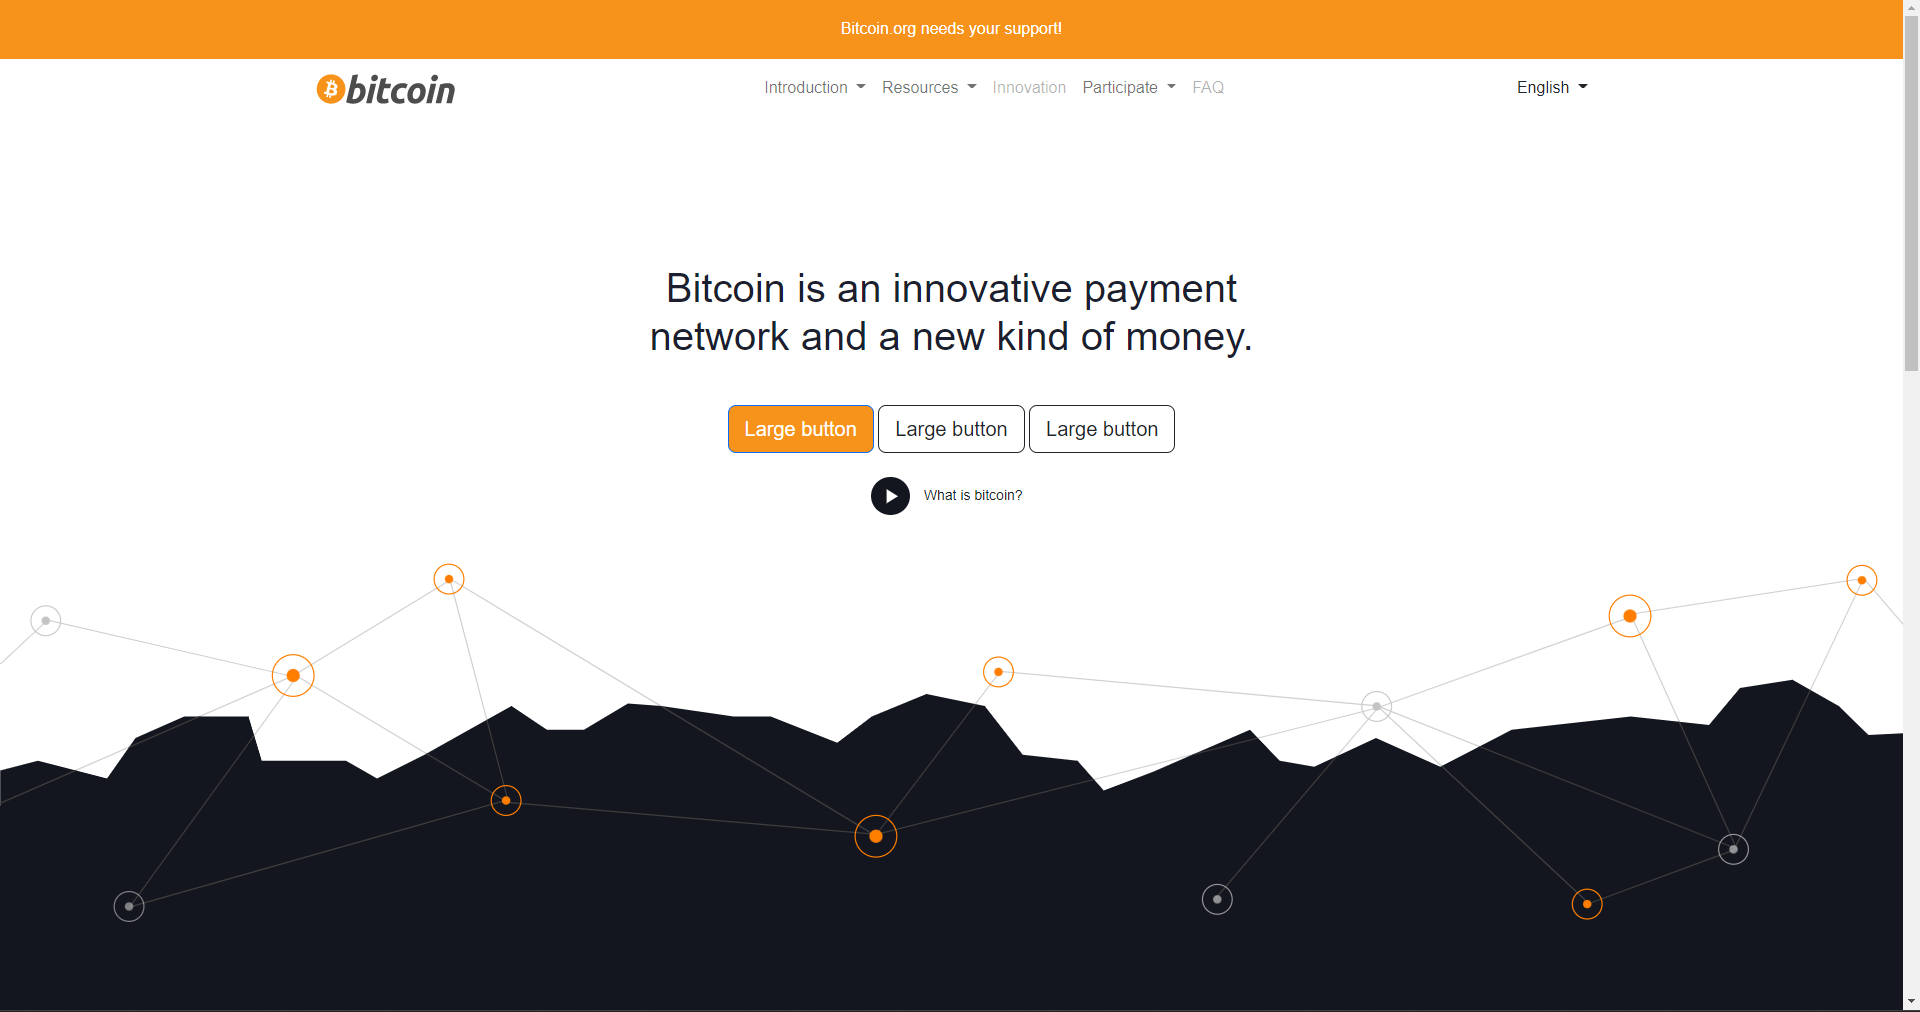 Bitcoin.org needs your support!
bitcoin
Introduction Resources Innovation Participate FAQ
English
Bitcoin is an innovative payment
network and a new kind of money.
Large button Large button Large button
What is bitcoin?